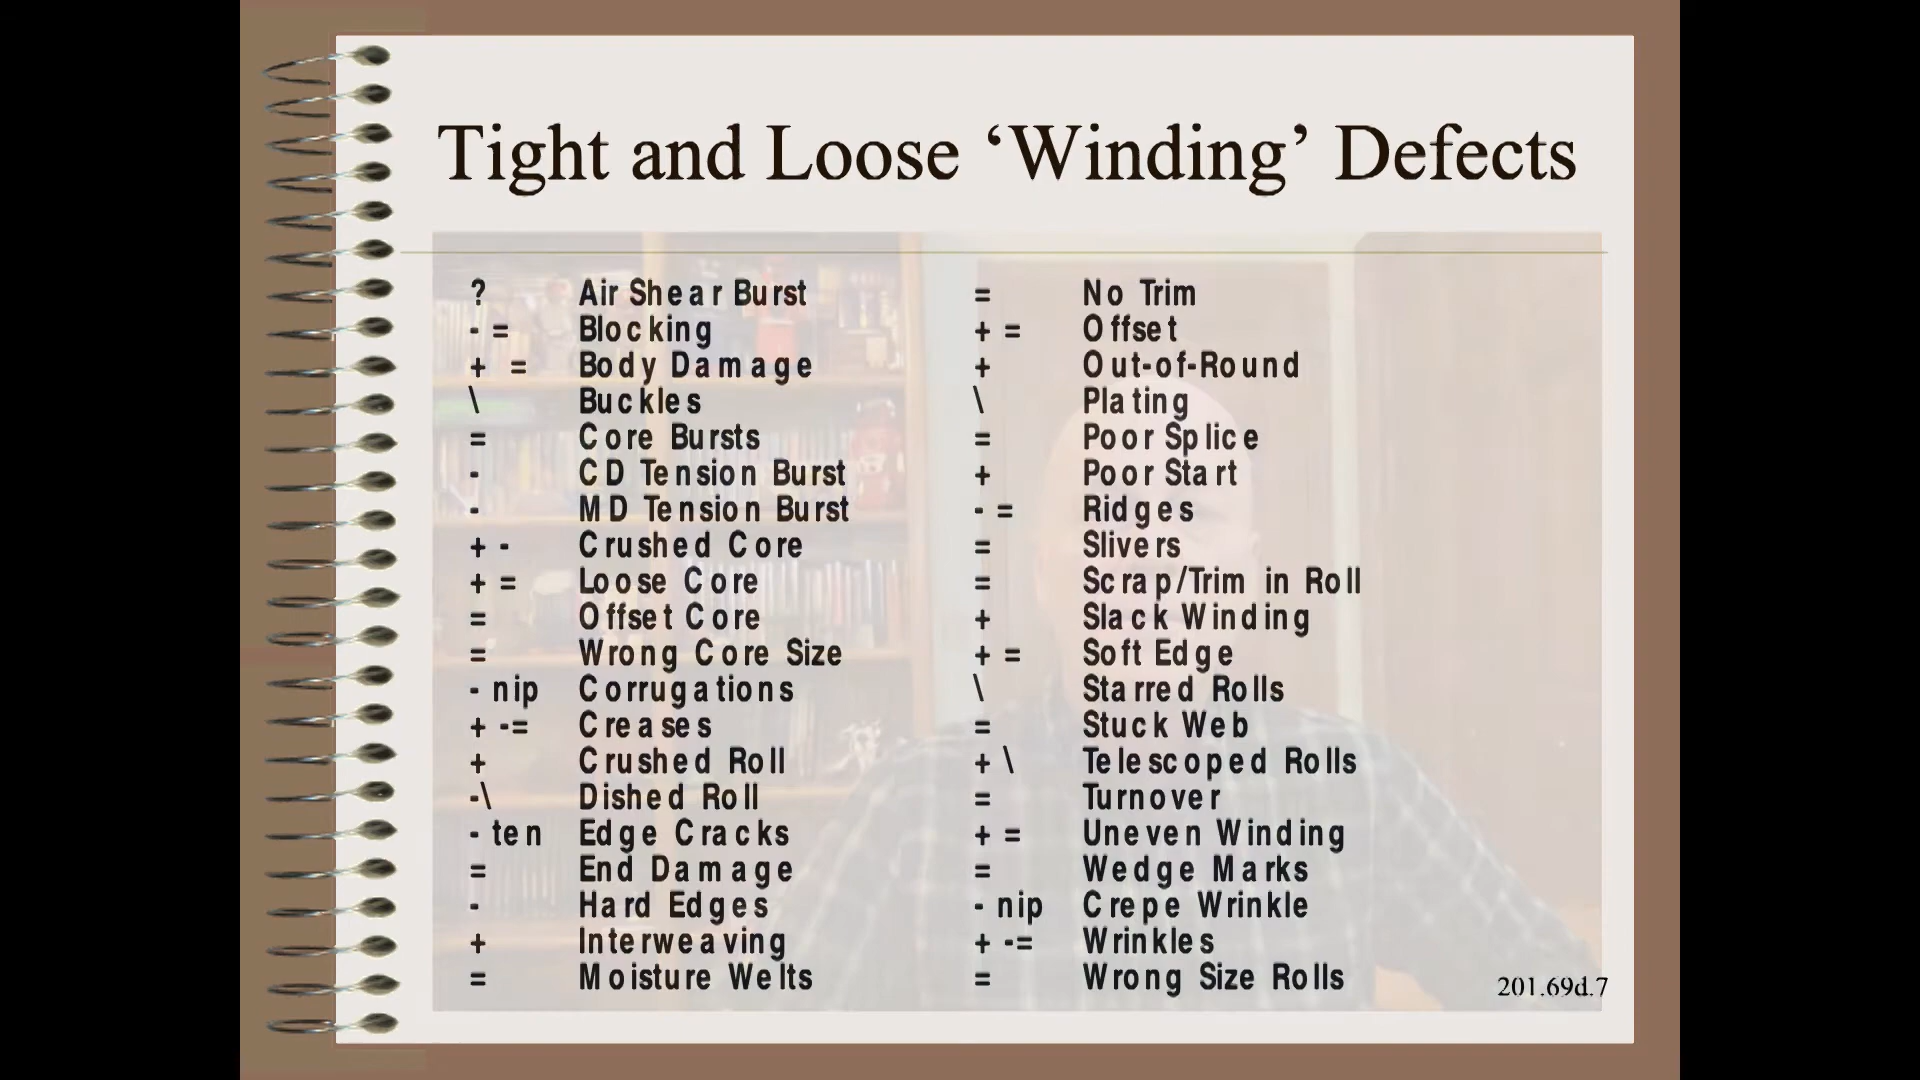 Tight and Loose ‘Winding’ Defects
? Air Shear Burst
- = Blocking
+ = Body Damage
\ Buckles
= Core Bursts
- CD Tension Burst
- MD Tension Burst
+ - Crushed Core
+ = Loose Core
= Offset Core
= Wrong Core Size
- nip Corrugations
+ -= Creases
+ Crushed Roll
-\ Dished Roll
- ten Edge Cracks
= End Damage
- Hard Edges
+ Interweaving
= Moisture Welts
= No Trim
+ = Offset
+ Out-of-Round
\ Plating
= Poor Splice
+ Poor Start
- = Ridges
= Slivers
= Scrap/Trim in Roll
+ Slack Winding
+ = Soft Edge
\ Starred Rolls
= Stuck Web
+ \ Telescoped Rolls
= Turnover
+ = Uneven Winding
= Wedge Marks
- nip Crepe Wrinkle
+ -= Wrinkles
= Wrong Size Rolls
201.69d.7